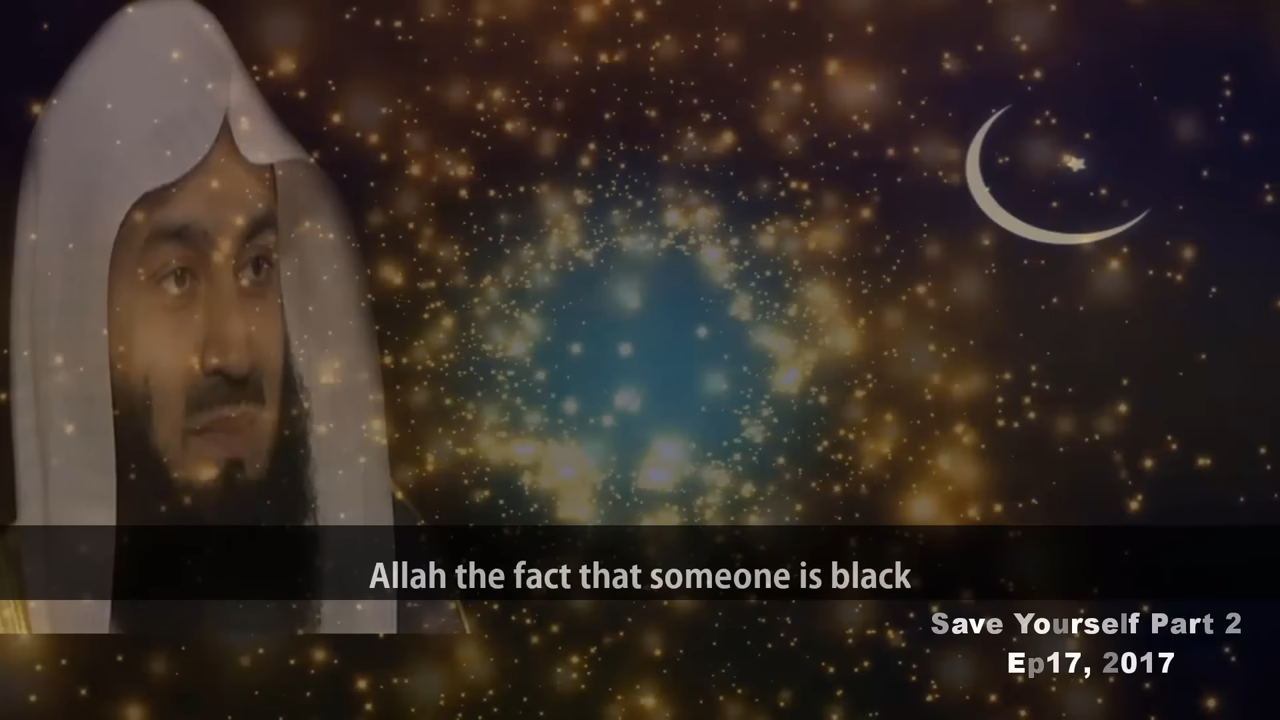 Allah the fact that someone is black
Save Yourself Part 2
Ep17, 2017